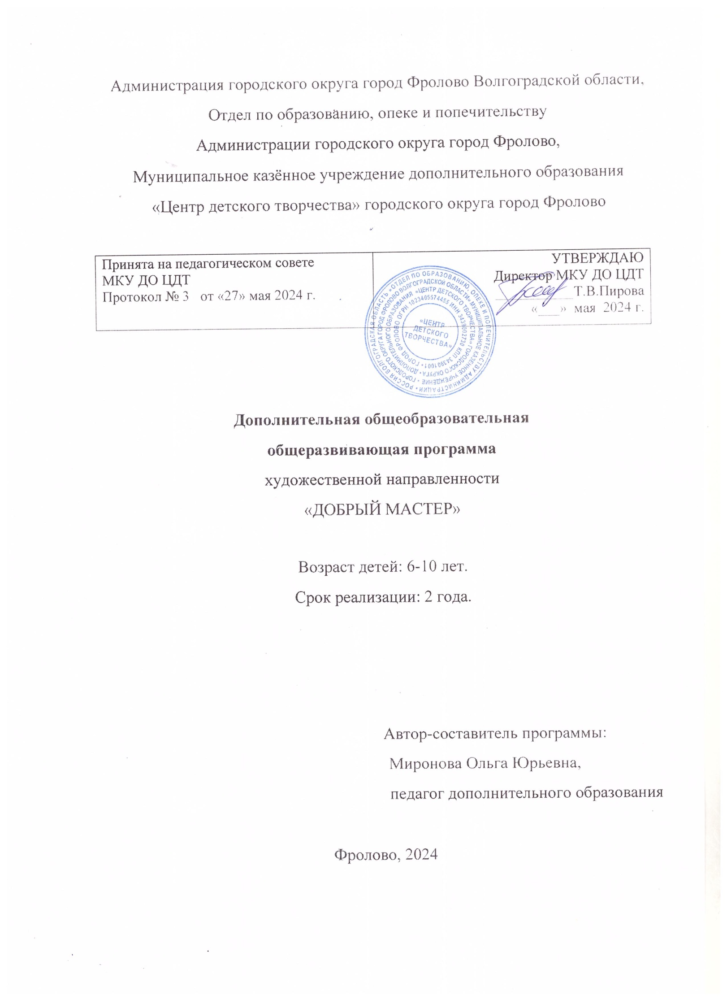 Администрация городского округа город Фролово Волгоградской области,
Отдел по образованию, опеке и попечительству
Администрации городского округа город Фролово,
Муниципальное казённое учреждение дополнительного образования
«Центр детского творчества» городского округа город Фролово
Принята на педагогическом совете
МКУ ДО ЦДТ
Протокол № 3 от «27» мая 2024 г.
УТВЕРЖДАЮ
Директор МКУ ДО ЦДТ
____________Т.В.Пирова
«___» мая 2024 г.
РОССИЯ ВОЛГОГРАДСКАЯ ОБЛАСТЬ «ОТДЕЛ ПО ОБРАЗОВАНИЮ, ОПЕКЕ И ПОПЕЧИТЕЛЬСТВУ АДМИНИСТРАЦИИ •
ГОРОДСКОГО ОКРУГА ГОРОД ФРОЛОВО ВОЛГОГРАДСКОЙ ОБЛАСТИ» МУНИЦИПАЛЬНОЕ КАЗЕННОЕ УЧРЕЖДЕНИЕ •
ДОПОЛНИТЕЛЬНОГО ОБРАЗОВАНИЯ «ЦЕНТР ДЕТСКОГО ТВОРЧЕСТВА» ГОРОДСКОГО ОКРУГА •
ГОРОД ФРОЛОВО ОГРН 1023405574455 ИНН 3439002730 КПП 343901001 •
«ЦЕНТР
ДЕТСКОГО
ТВОРЧЕСТВА»
Дополнительная общеобразовательная
общеразвивающая программа
художественной направленности
«ДОБРЫЙ МАСТЕР»
Возраст детей: 6-10 лет.
Срок реализации: 2 года.
Автор-составитель программы:
Миронова Ольга Юрьевна,
педагог дополнительного образования
Фролово, 2024